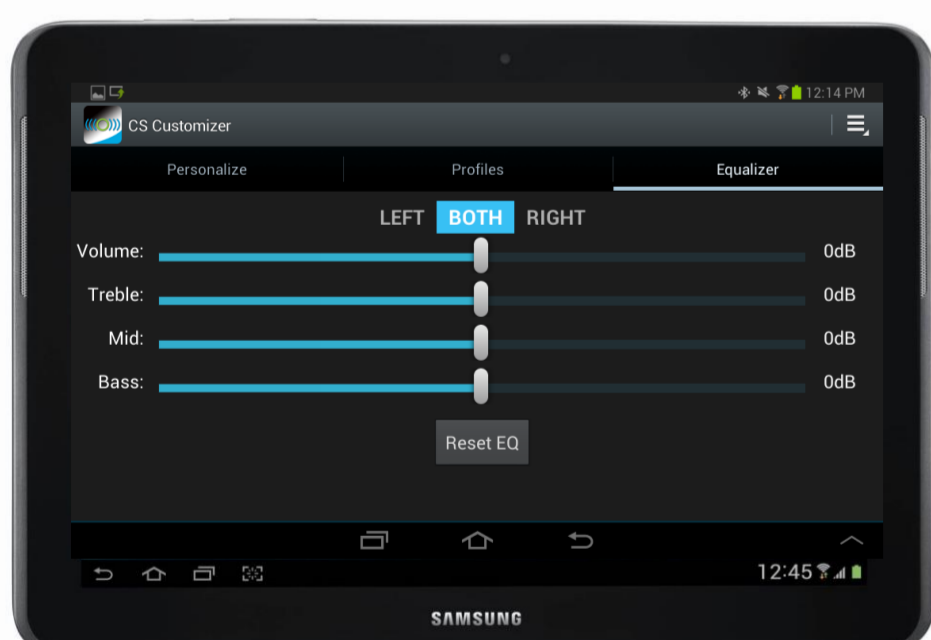 12:14 PM
CS Customizer
Personalize Profiles Equalizer
LEFT BOTH RIGHT
Volume: 0dB
Treble: 0dB
Mid: 0dB
Bass: 0dB
Reset EQ
12:45
SAMSUNG